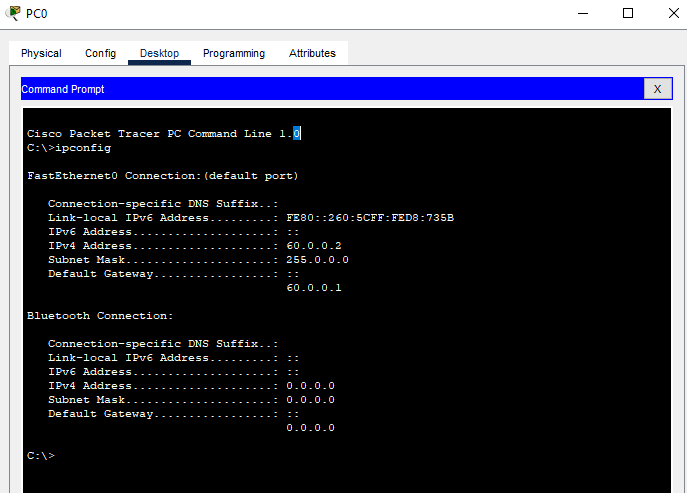 PC0
Physical Config Desktop Programming Attributes
Command Prompt X
Cisco Packet Tracer PC Command Line 1.0
C:\>ipconfig
FastEthernet0 Connection:(default port)
Connection-specific DNS Suffix..:
Link-local IPv6 Address.........: FE80::260:5CFF:FED8:735B
IPv6 Address....................: ::
IPv4 Address....................: 60.0.0.2
Subnet Mask.....................: 255.0.0.0
Default Gateway.................: ::
60.0.0.1
Bluetooth Connection:
Connection-specific DNS Suffix..:
Link-local IPv6 Address.........: ::
IPv6 Address....................: ::
IPv4 Address....................: 0.0.0.0
Subnet Mask.....................: 0.0.0.0
Default Gateway.................: ::
0.0.0.0
C:\>